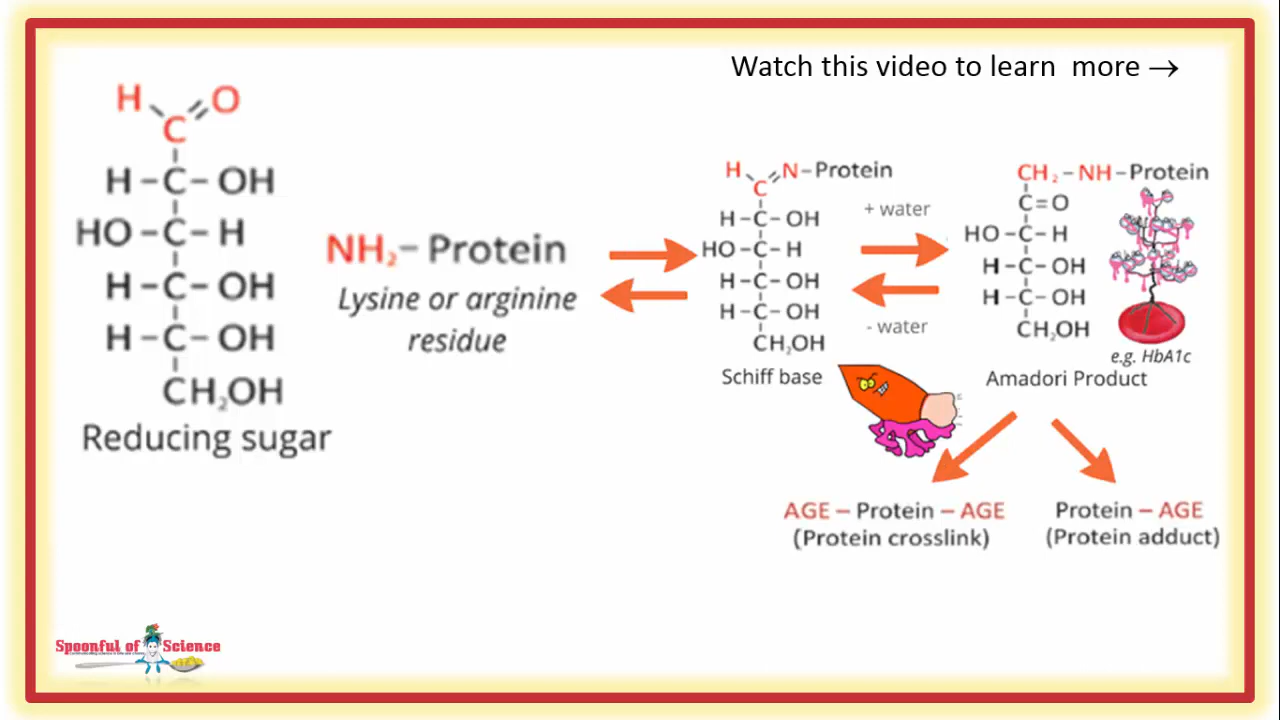 Watch this video to learn  more →
H
O
C
H – C – OH
HO – C – H
H – C – OH
H – C – OH
CH₂OH
Reducing sugar
NH₂ – Protein
Lysine or arginine
residue
H
N – Protein
C
H – C – OH
HO – C – H
H – C – OH
H – C – OH
CH₂OH
Schiff base
+ water
- water
CH₂ – NH – Protein
C=O
HO – C – H
H – C – OH
H – C – OH
CH₂OH
e.g. HbA1c
Amadori Product
AGE – Protein – AGE
(Protein crosslink)
Protein – AGE
(Protein adduct)
Spoonful of Science